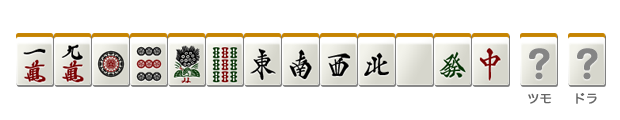 一萬 九萬 東 南 西 北 發 中 ? ?
ツモ ドラ